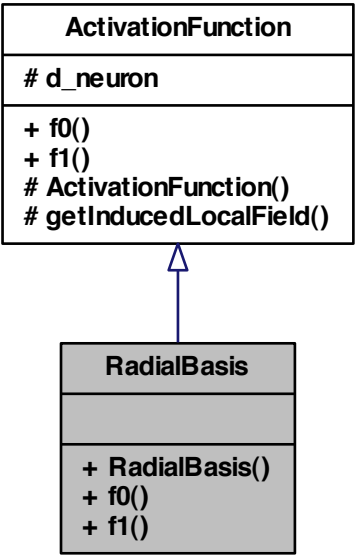 ActivationFunction
# d_neuron
+ f0()
+ f1()
# ActivationFunction()
# getInducedLocalField()
RadialBasis
+ RadialBasis()
+ f0()
+ f1()